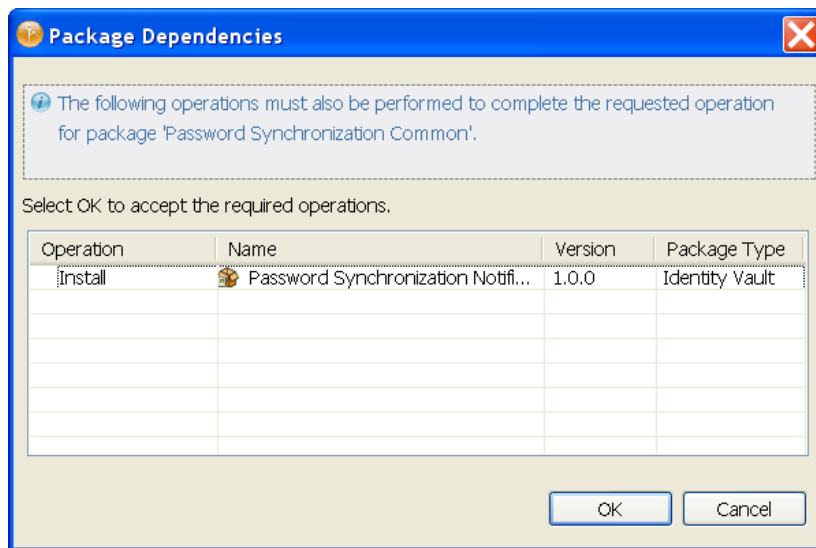 Package Dependencies
The following operations must also be performed to complete the requested operation
for package 'Password Synchronization Common'.
Select OK to accept the required operations.
Operation Name Version Package Type
Install Password Synchronization Notifi... 1.0.0 Identity Vault
OK Cancel